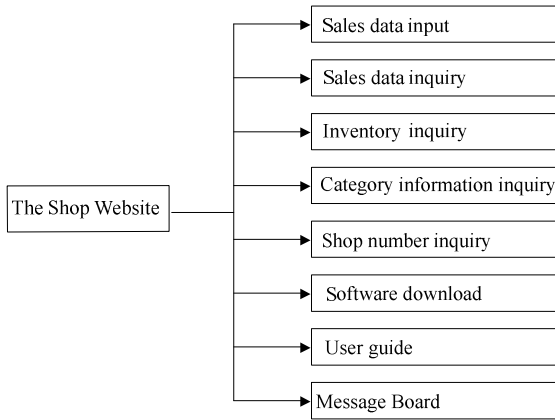 Sales data input
Sales data inquiry
Inventory inquiry
Category information inquiry
The Shop Website
Shop number inquiry
Software download
User guide
Message Board